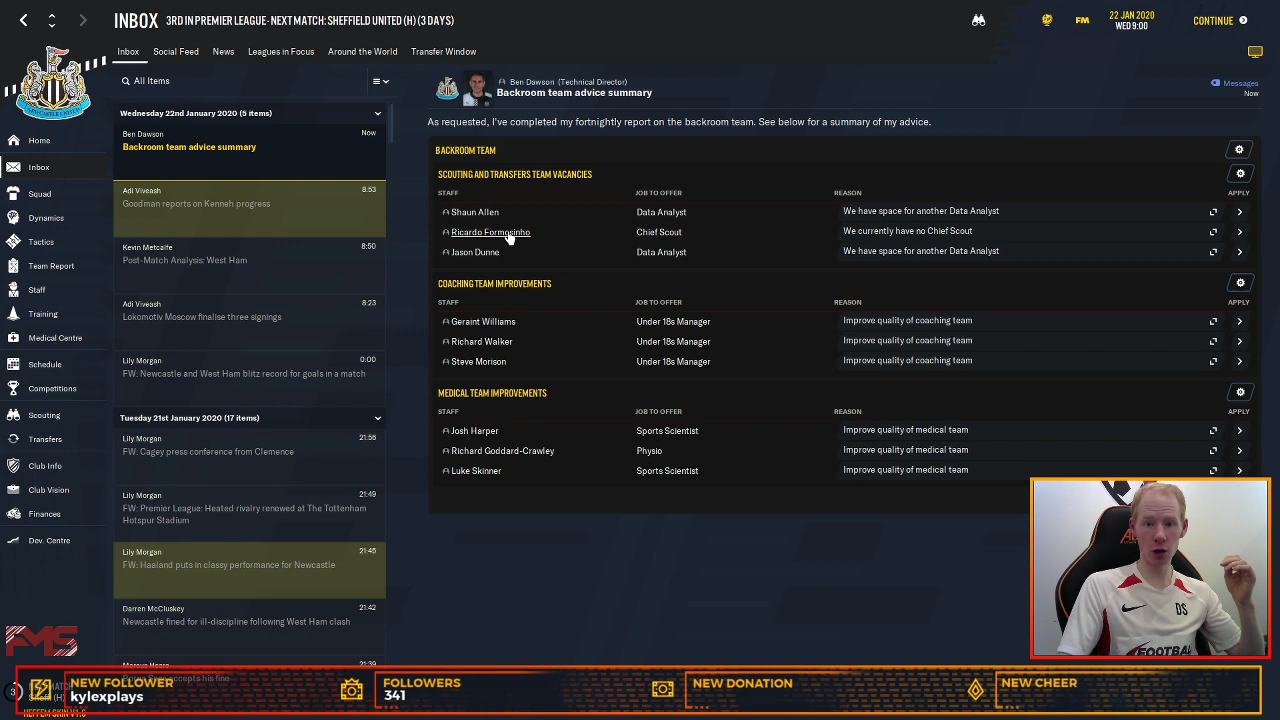 INBOX
3RD IN PREMIER LEAGUE - NEXT MATCH: SHEFFIELD UNITED (H) (3 DAYS)
FM
22 JAN 2020
WED 9:00
CONTINUE
Inbox
Social Feed
News
Leagues Today
Around the World
Transfer Window
NEWCASTLE UNITED
All Items
Ben Dawson (Technical Director)
Backroom team advice summary
Messages
Now
Home
Inbox
Squad
Dynamics
Tactics
Team Report
Staff
Training
Medical Centre
Schedule
Competitions
Scouting
Transfers
Club Info
Club Vision
Finances
Dev. Centre
Wednesday 22nd January 2020 (5 items)
Ben Dawson Now
Backroom team advice summary
Adi Viveash 8:53
Goodman reports on Kenneh progress
Kevin Metcalfe 8:50
Post-Match Analysis: West Ham
Adi Viveash 8:23
Lokomotiv Moscow finalise three signings
Lily Morgan 0:00
FW: Newcastle and West Ham blitz record for goals in a match
Tuesday 21st January 2020 (17 items)
Lily Morgan 21:56
FW: Cagey press conference from Clemence
Lily Morgan 21:49
FW: Premier League: Heated rivalry renewed at The Tottenham
Hotspur Stadium
Lily Morgan 21:45
FW: Haaland puts in classy performance for Newcastle
Darren McCluskey 21:42
Newcastle fined for ill-discipline following West Ham clash
21:39
accepts his fine
As requested, I've completed my fortnightly report on the backroom team. See below for a summary of my advice.
BACKROOM TEAM
SCOUTING AND TRANSFERS TEAM VACANCIES
STAFF JOB TO OFFER REASON APPLY
Shaun Allen Data Analyst We have space for another Data Analyst
Ricardo Formosinho Chief Scout We currently have no Chief Scout
Jason Dunne Data Analyst We have space for another Data Analyst
COACHING TEAM IMPROVEMENTS
STAFF JOB TO OFFER REASON APPLY
Geraint Williams Under 18s Manager Improve quality of coaching team
Richard Walker Under 18s Manager Improve quality of coaching team
Steve Morison Under 18s Manager Improve quality of coaching team
MEDICAL TEAM IMPROVEMENTS
STAFF JOB TO OFFER REASON APPLY
Josh Harper Sports Scientist Improve quality of medical team
Richard Goddard-Crawley Physio Improve quality of medical team
Luke Skinner Sports Scientist Improve quality of medical team
DS
FOOTBAL
FMS
NEW FOLLOWER
kylexplays
FOLLOWERS
341
NEW DONATION
NEW CHEER